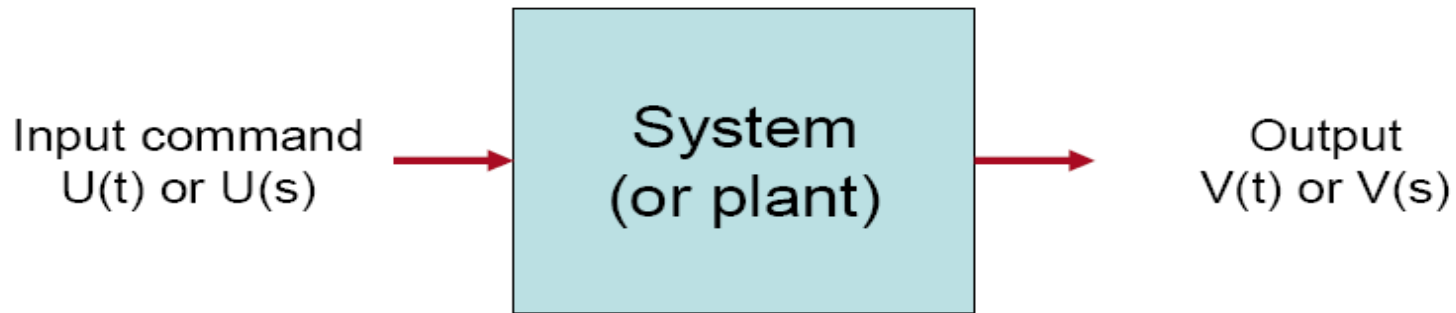 Input command
U(t) or U(s)
System
(or plant)
Output
V(t) or V(s)